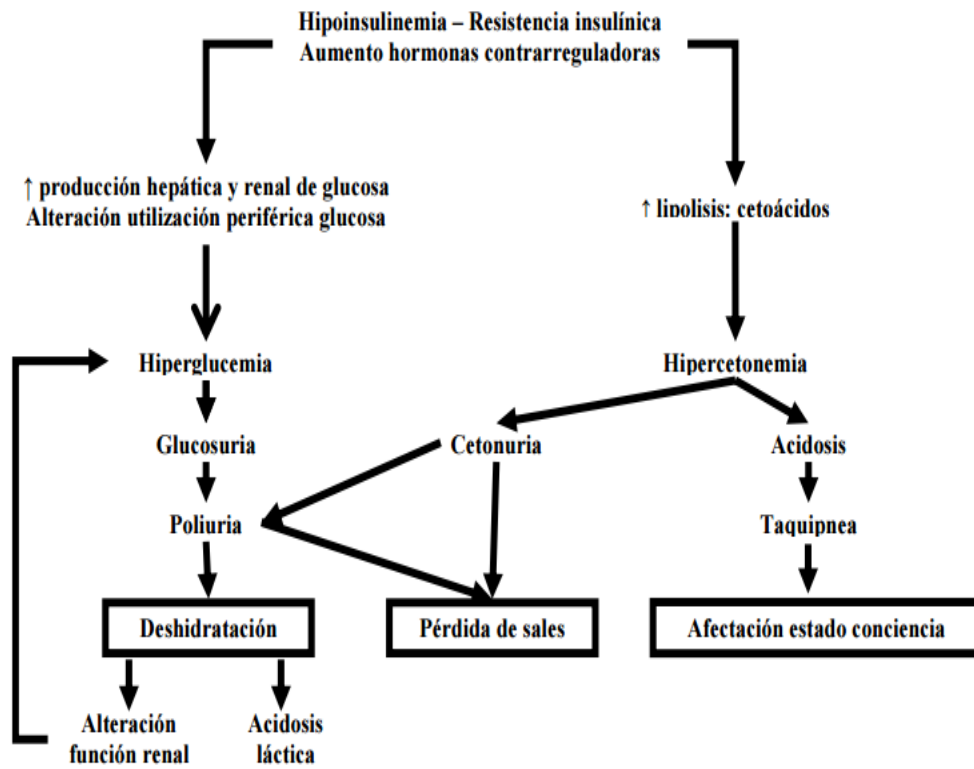 Hipoinsulinemia – Resistencia insulínica
Aumento hormonas contrarreguladoras
↑ producción hepática y renal de glucosa
Alteración utilización periférica glucosa
↑ lipolisis: cetoácidos
Hiperglucemia
Hipercetonemia
Glucosuria
Cetonuria
Acidosis
Poliuria
Taquipnea
Deshidratación
Pérdida de sales
Afectación estado conciencia
Alteración
función renal
Acidosis
láctica